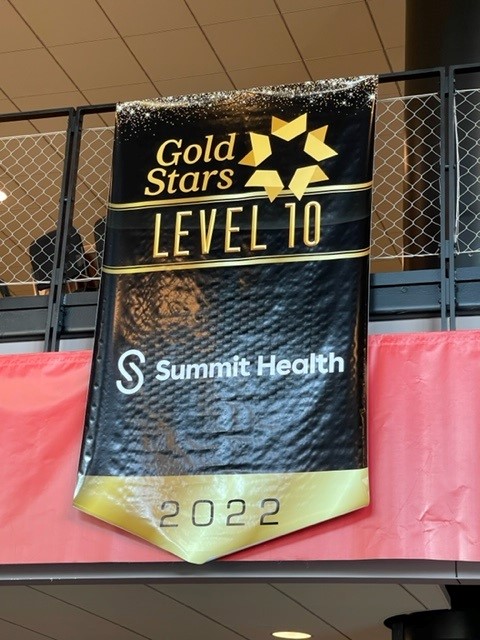 Gold
Stars
LEVEL 10
Summit Health
2022